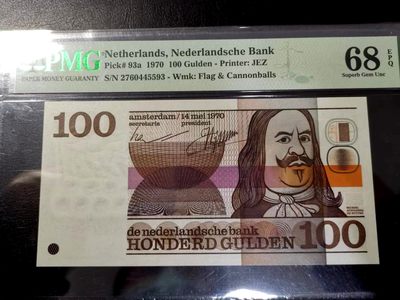 PMG
PAPER MONEY GUARANTY
Netherlands, Nederlandsche Bank
Pick# 93a 1970 100 Gulden - Printer: JEZ
S/N 2760445593 - Wmk: Flag & Cannonballs
68 EPQ
Superb Gem Unc
100
amsterdam / 14 mei 1970
secretaris president
de nederlandsche bank
HONDERD GULDEN
100